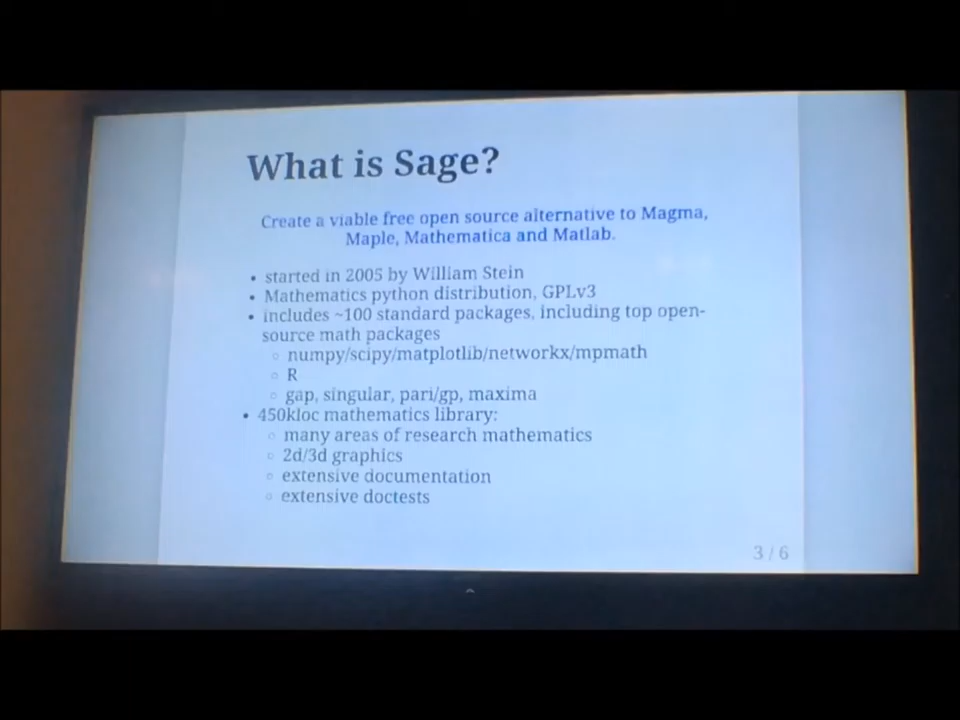 What is Sage?
Create a viable free open source alternative to Magma,
Maple, Mathematica and Matlab.
• started in 2005 by William Stein
• Mathematics python distribution, GPLv3
• includes ~100 standard packages, including top open-
source math packages
○ numpy/scipy/matplotlib/networkx/mpmath
○ R
○ gap, singular, pari/gp, maxima
• 450kloc mathematics library:
○ many areas of research mathematics
○ 2d/3d graphics
○ extensive documentation
○ extensive doctests
3 / 6